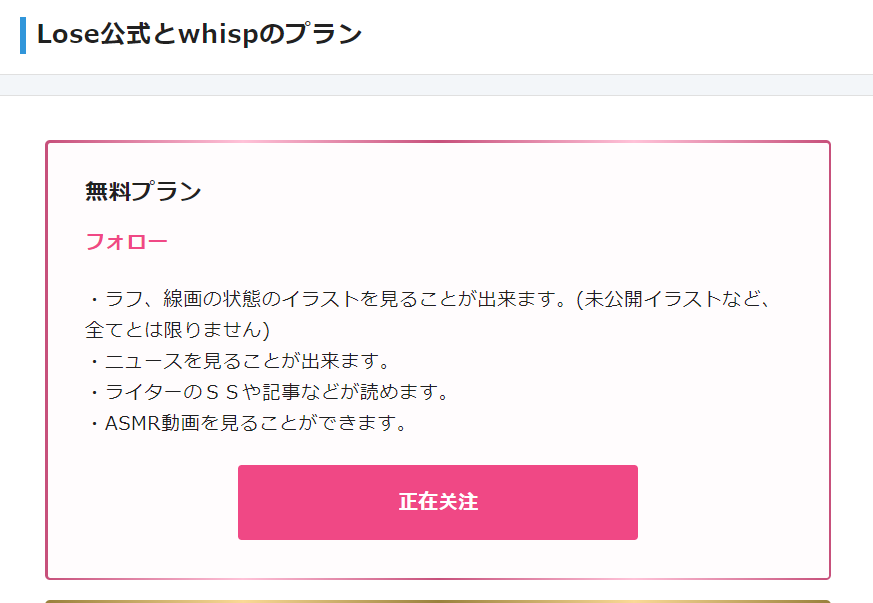 Lose公式とwhispのプラン
無料プラン
フォロー
・ラフ、線画の状態のイラストを見ることが出来ます。(未公開イラストなど、
全てとは限りません)
・ニュースを見ることが出来ます。
・ライターのＳＳや記事などが読めます。
・ASMR動画を見ることができます。
正在关注